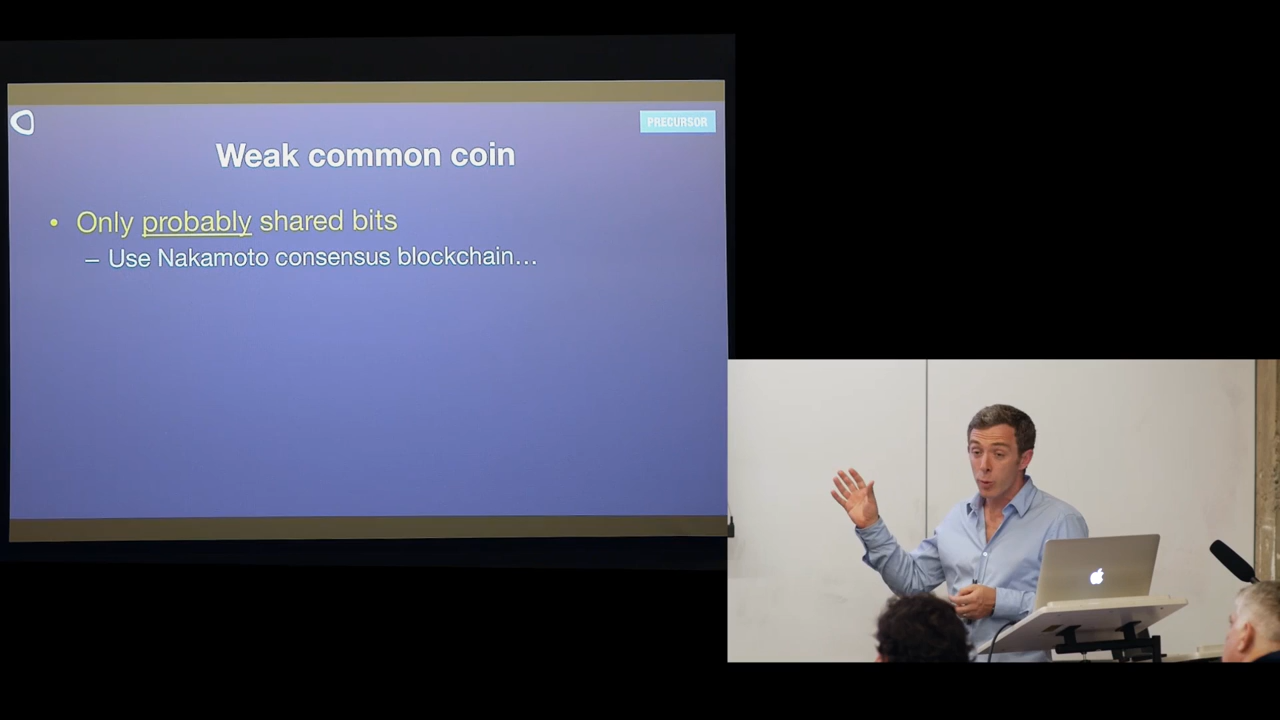 PRECURSOR
Weak common coin
• Only probably shared bits
– Use Nakamoto consensus blockchain…